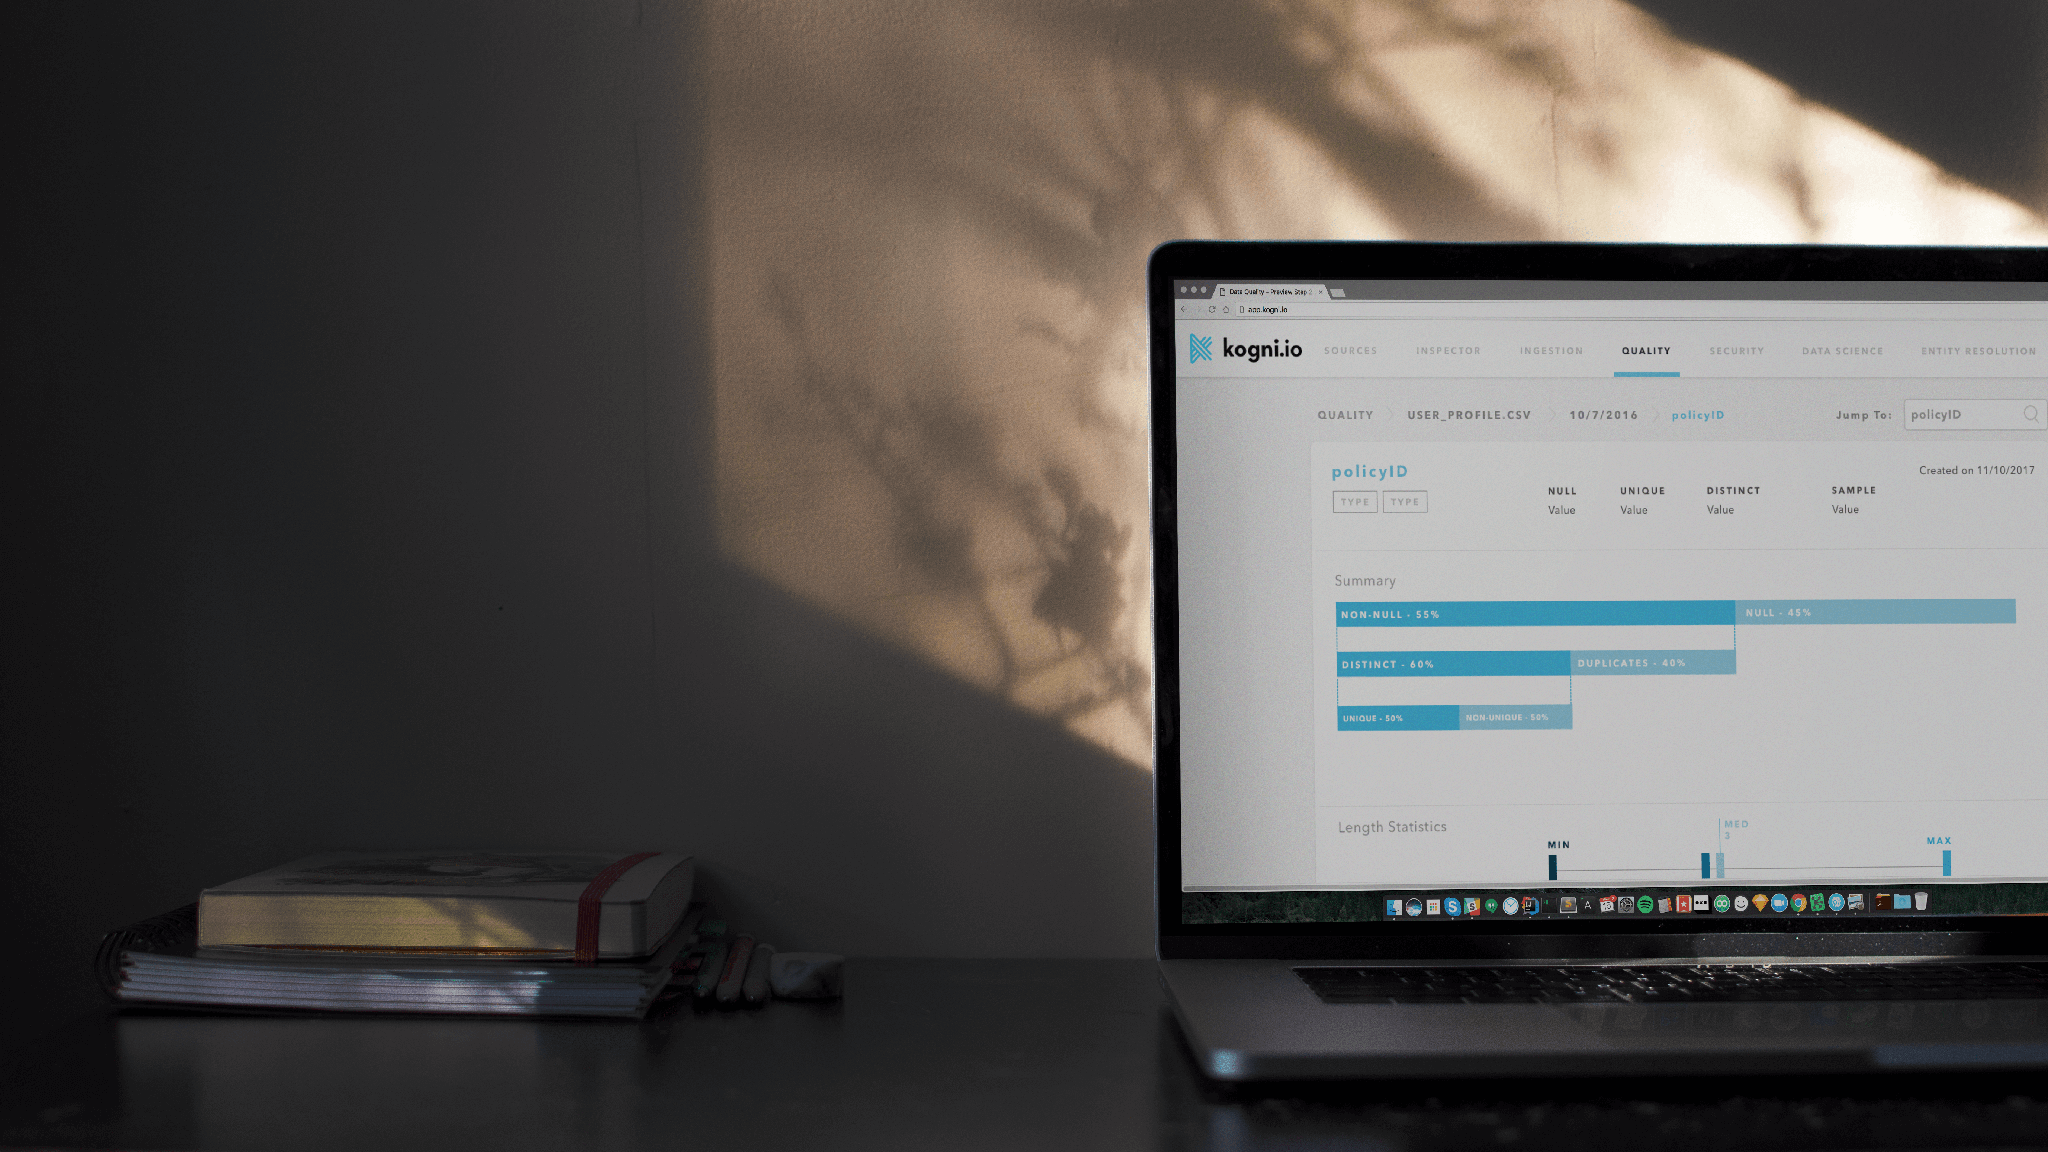 Data Quality - Preview Step 2
app.kogni.io
kogni.io SOURCES INSPECTOR INGESTION QUALITY SECURITY DATA SCIENCE ENTITY RESOLUTION
QUALITY USER_PROFILE.CSV 10/7/2016 policyID Jump To: policyID
policyID Created on 11/10/2017
TYPE TYPE
NULL UNIQUE DISTINCT SAMPLE
Value Value Value Value
Summary
NON-NULL - 55% NULL - 45%
DISTINCT - 60% DUPLICATES - 40%
UNIQUE - 50% NON-UNIQUE - 50%
Length Statistics
MED
3
MIN MAX